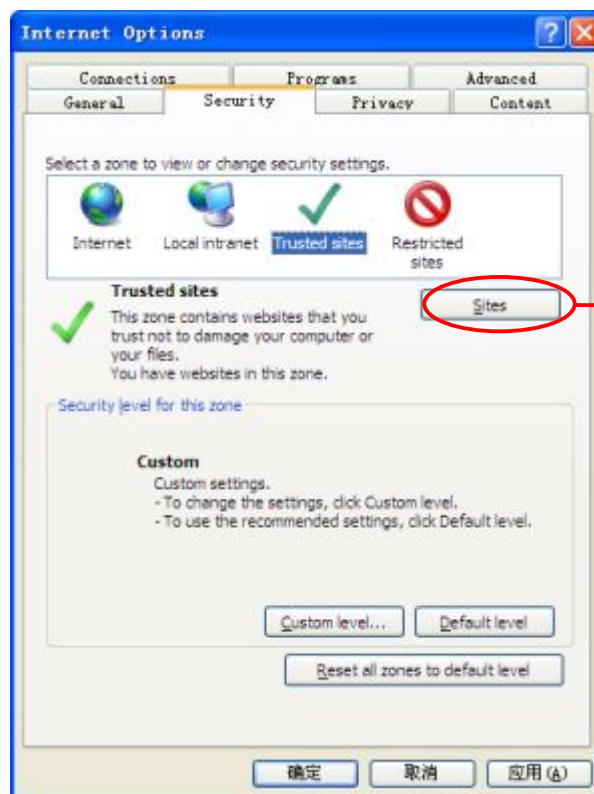 Internet Options
Connections Programs Advanced
General Security Privacy Content
Select a zone to view or change security settings.
Internet Local intranet Trusted sites Restricted
sites
Trusted sites
Sites
This zone contains websites that you
trust not to damage your computer or
your files.
You have websites in this zone.
Security level for this zone
Custom
Custom settings.
- To change the settings, click Custom level.
- To use the recommended settings, click Default level.
Custom level... Default level
Reset all zones to default level
确定 取消 应用(A)